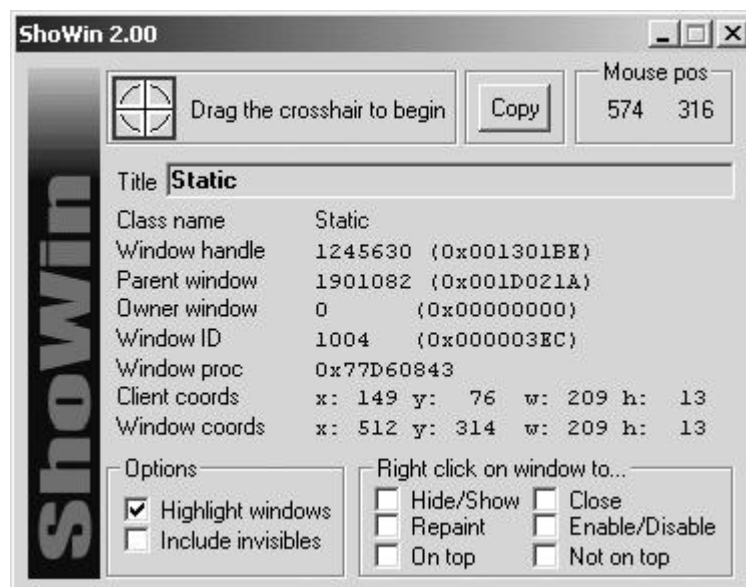 ShoWin 2.00
Drag the crosshair to begin
Copy
Mouse pos
574 316
Title Static
Class name Static
Window handle 1245630 (0x001301BE)
Parent window 1901082 (0x001D021A)
Owner window 0 (0x00000000)
Window ID 1004 (0x000003EC)
Window proc 0x77D60843
Client coords x: 149 y: 76 w: 209 h: 13
Window coords x: 512 y: 314 w: 209 h: 13
Options
Highlight windows
Include invisibles
Right click on window to...
Hide/Show Close
Repaint Enable/Disable
On top Not on top
ShoWin